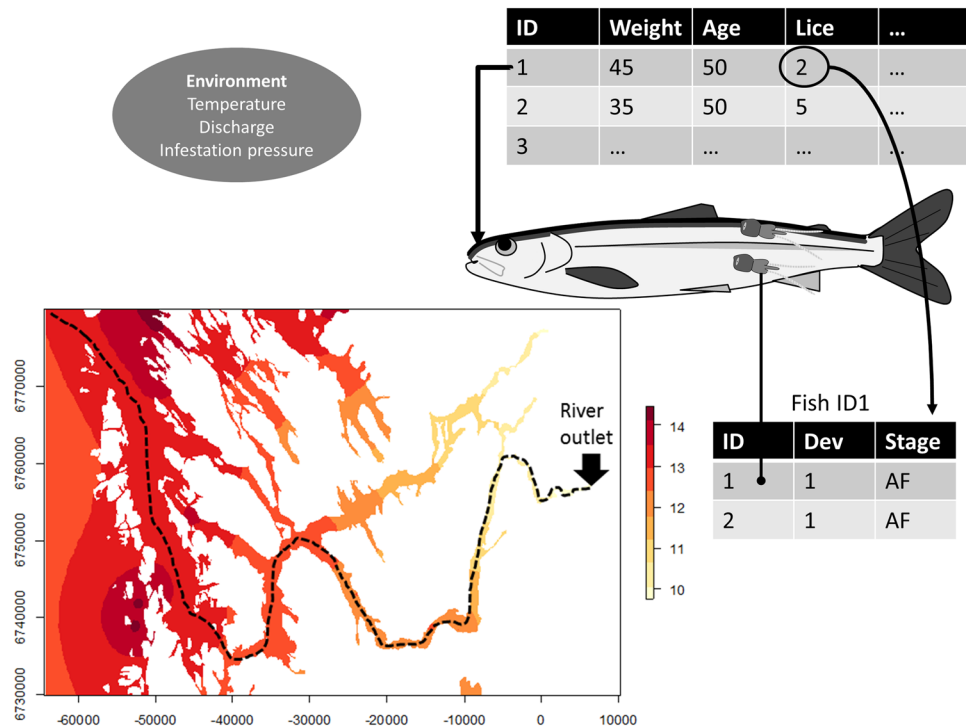 Environment
Temperature
Discharge
Infestation pressure
ID Weight Age Lice ...
1 45 50 2 ...
2 35 50 5 ...
3 ... ... ... ...
6770000
6760000
6750000
6740000
6730000
-60000 -50000 -40000 -30000 -20000 -10000 0 10000
River
outlet
14
13
12
11
10
Fish ID1
ID Dev Stage
1 1 AF
2 1 AF